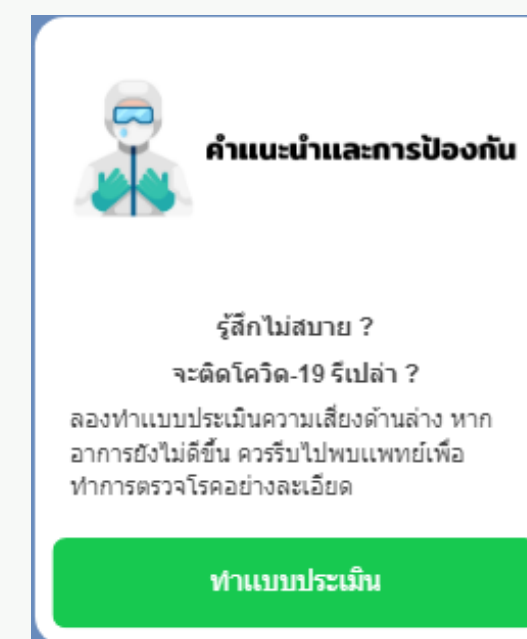 คำแนะนำและการป้องกัน
รู้สึกไม่สบาย ?
จะติดโควิด-19 รึเปล่า ?
ลองทำแบบประเมินความเสี่ยงด้านล่าง หาก
อาการยังไม่ดีขึ้น ควรรีบไปพบแพทย์เพื่อ
ทำการตรวจโรคอย่างละเอียด
ทำแบบประเมิน